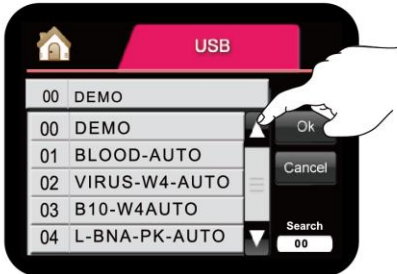 USB
00 DEMO
00 DEMO
01 BLOOD-AUTO
02 VIRUS-W4-AUTO
03 B10-W4AUTO
04 L-BNA-PK-AUTO
Ok
Cancel
Search
00